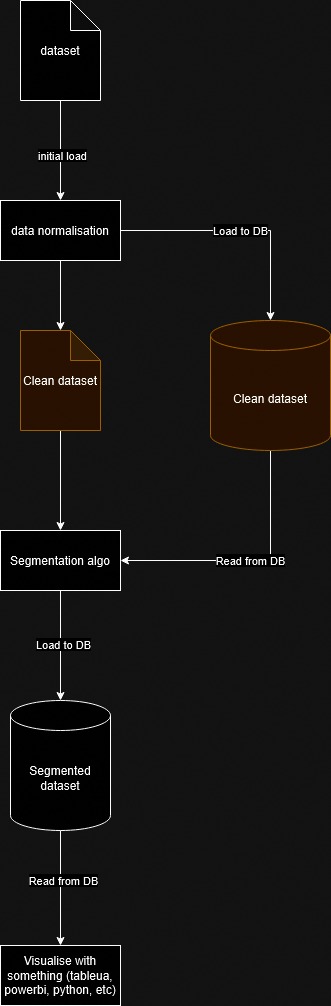 dataset
initial load
data normalisation
Load to DB
Clean dataset
Clean dataset
Segmentation algo
Read from DB
Load to DB
Segmented
dataset
Read from DB
Visualise with
something (tableua,
powerbi, python, etc)